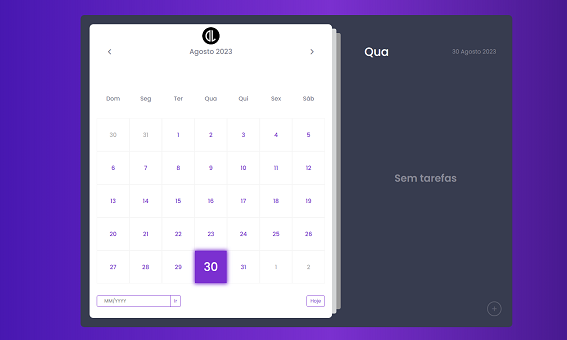 DL
Agosto 2023
Dom Seg Ter Qua Qui Sex Sáb
30 31 1 2 3 4 5
6 7 8 9 10 11 12
13 14 15 16 17 18 19
20 21 22 23 24 25 26
27 28 29 30 31 1 2
MM/YYYY Ir
Hoje
Qua
30 Agosto 2023
Sem tarefas
+